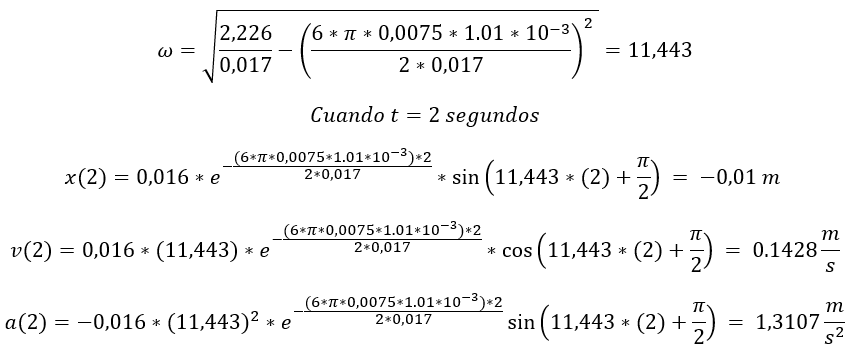 ω = √(2,226/0,017 − ((6 * π * 0,0075 * 1.01 * 10⁻³)/(2 * 0,017))²) = 11,443
Cuando t = 2 segundos
x(2) = 0,016 * e^(−((6*π*0,0075*1.01*10⁻³)*2)/(2*0,017)) * sin(11,443 * (2) + π/2) = −0,01 m
v(2) = 0,016 * (11,443) * e^(−((6*π*0,0075*1.01*10⁻³)*2)/(2*0,017)) * cos(11,443 * (2) + π/2) = 0.1428 m/s
a(2) = −0,016 * (11,443)² * e^(−((6*π*0,0075*1.01*10⁻³)*2)/(2*0,017)) sin(11,443 * (2) + π/2) = 1,3107 m/s²